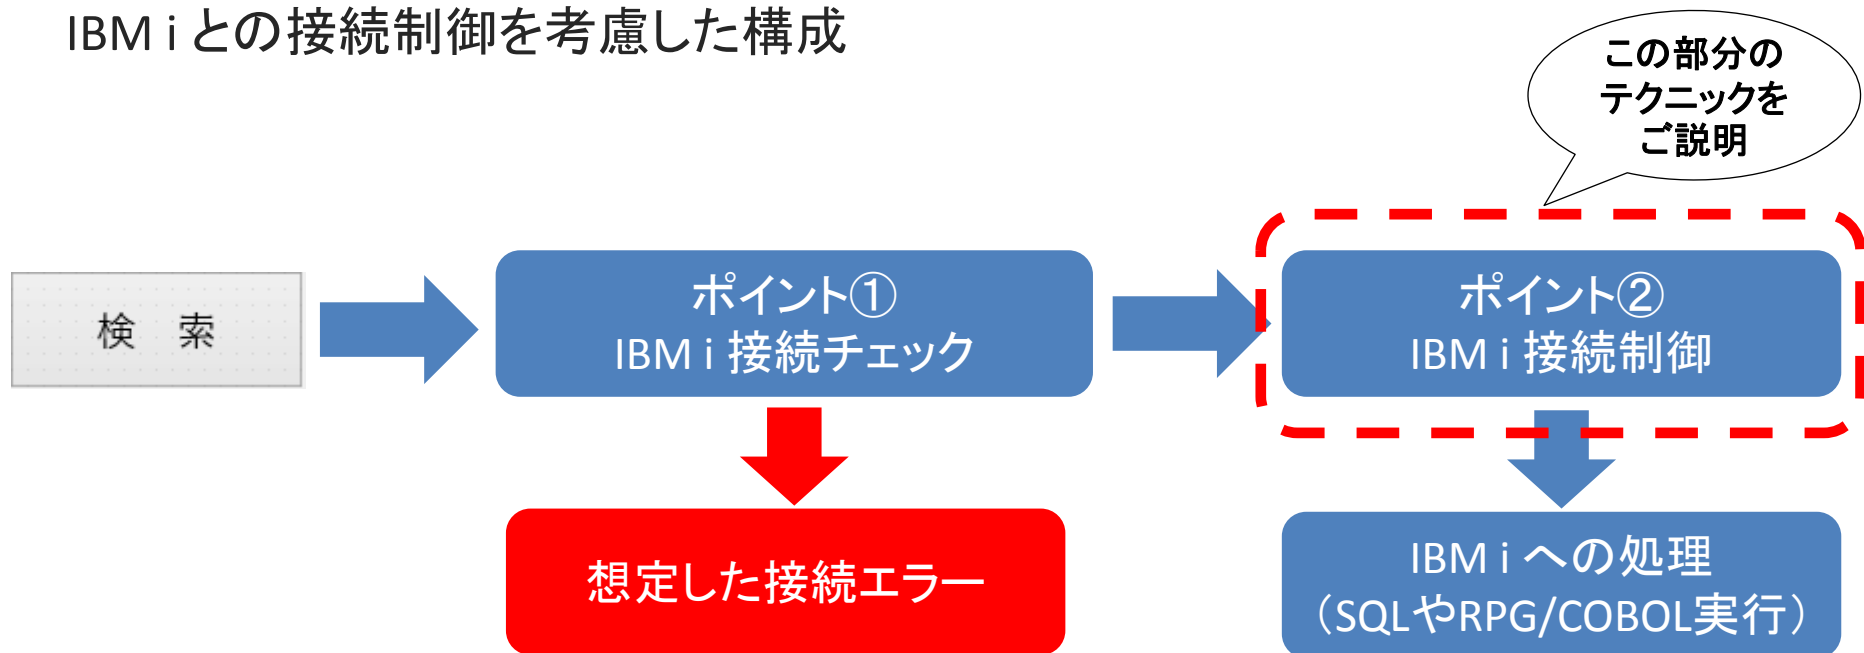 IBM i との接続制御を考慮した構成
この部分の
テクニックを
ご説明
検 索
ポイント①
IBM i 接続チェック
ポイント②
IBM i 接続制御
想定した接続エラー
IBM i への処理
（SQLやRPG/COBOL実行）